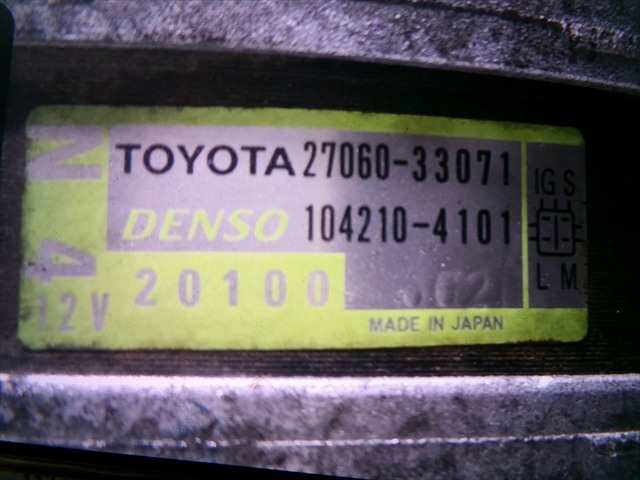 TOYOTA 27060-33071
DENSO 104210-4101
20100
12V
MADE IN JAPAN
IG S
L M